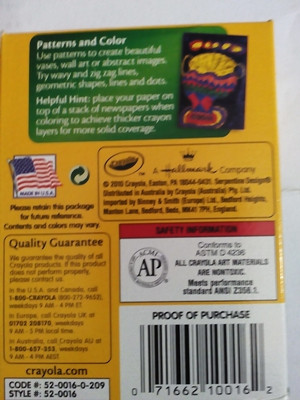 Patterns and Color
Use patterns to create beautiful
vases, wall art or abstract images.
Try wavy and zig zag lines,
geometric shapes, lines and dots.
Helpful Hint: place your paper on
top of a stack of newspapers when
coloring to achieve thicker crayon
layers for more solid coverage.
MADE IN U.S.A.
Please retain this package
for future reference.
Contents and colors may vary.
Crayola
A Hallmark Company
© 2010 Crayola, Easton, PA 18044-0431. Serpentine Design®
Distributed in Australia by Crayola (Australia) Pty. Ltd.
Imported by Binney & Smith (Europe) Ltd., Bedford Heights,
Manton Lane, Bedford, Beds, MK41 7PH, England.
Quality Guarantee
We guarantee the quality of all
Crayola products. If this product
does not perform properly,
please contact us.
In the U.S.A. and Canada, call
1-800-CRAYOLA (800-272-9652),
weekdays 9 AM - 4 PM ET.
In Europe, call Crayola UK at
01702 208170, weekdays
9 AM - 5 PM local time.
In Australia, call Crayola AU at
1-800-657-353, weekdays
9 AM - 4 PM AEST.
crayola.com
CODE #: 52-0016-0-209
STYLE #: 52-0016
SAFETY INFORMATION
ACMI
AP
Conforms to
ASTM D 4236
ALL CRAYOLA ART MATERIALS
ARE NONTOXIC.
Meets performance
standard ANSI Z356.1.
PROOF OF PURCHASE
0 71662 10016 2